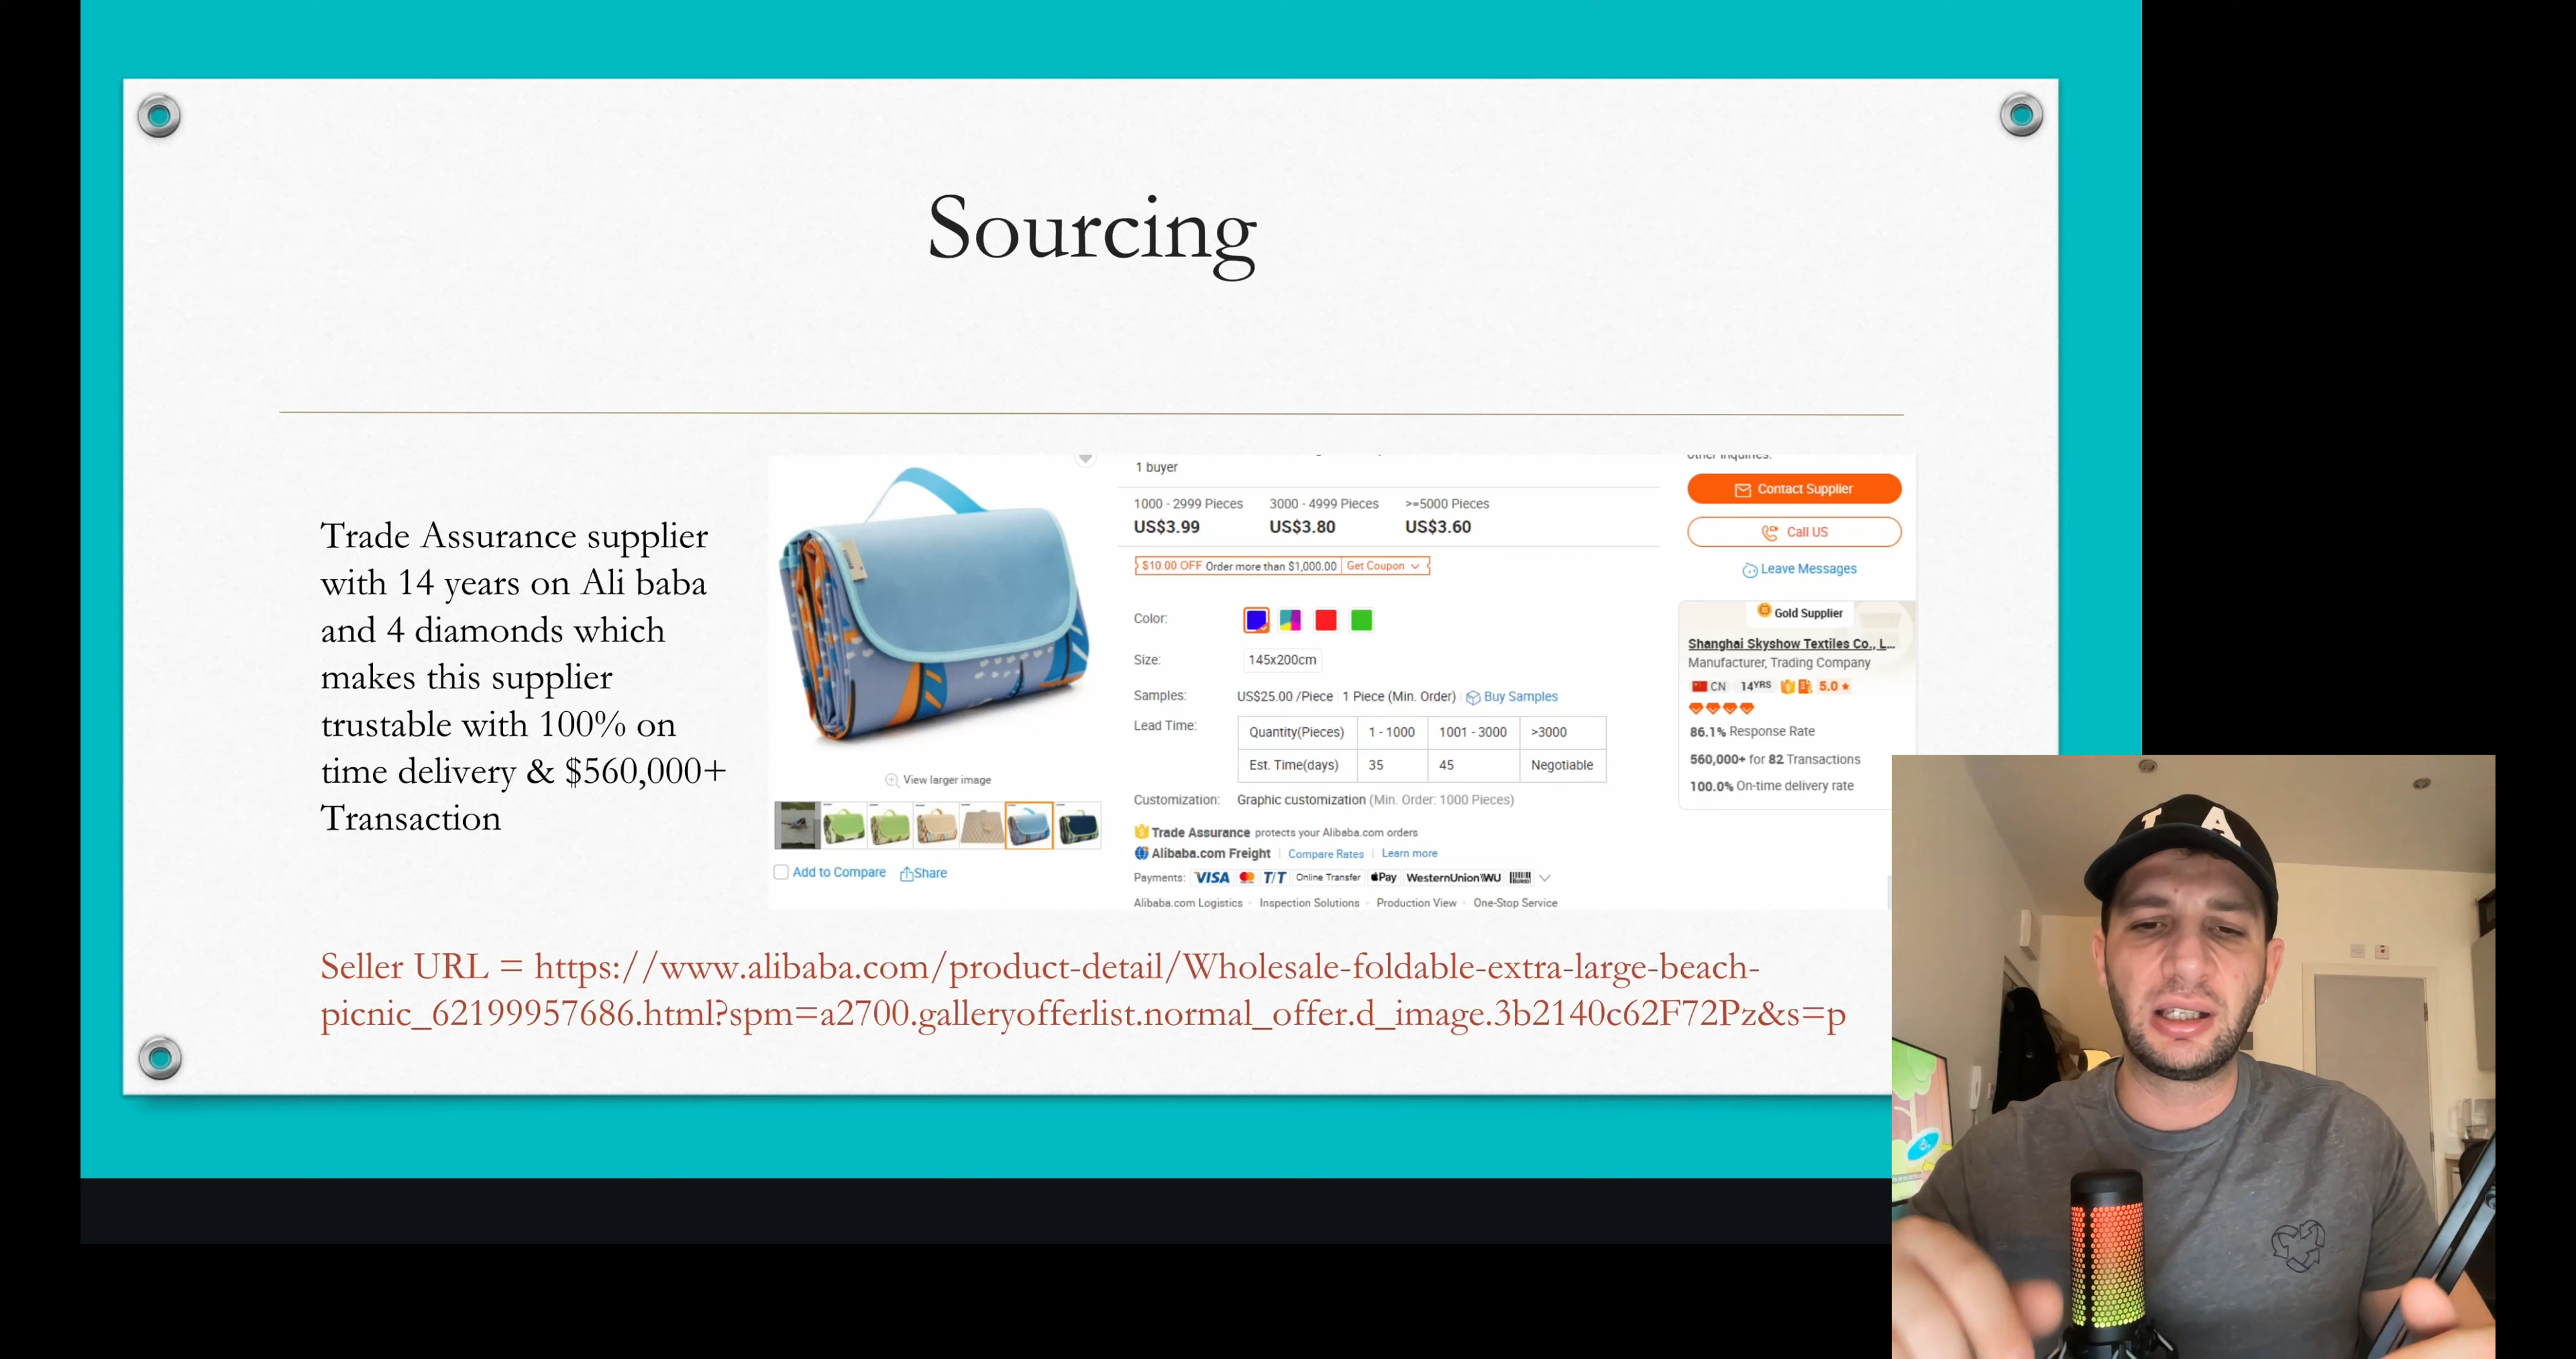 Sourcing
Trade Assurance supplier
with 14 years on Ali baba
and 4 diamonds which
makes this supplier
trustable with 100% on
time delivery & $560,000+
Transaction
View larger image
Add to Compare Share
1 buyer
1000 - 2999 Pieces 3000 - 4999 Pieces >=5000 Pieces
US$3.99 US$3.80 US$3.60
$10.00 OFF Order more than $1,000.00 Get Coupon
Color:
Size: 145x200cm
Samples: US$25.00 /Piece 1 Piece (Min. Order) Buy Samples
Lead Time: Quantity(Pieces) 1 - 1000 1001 - 3000 >3000
Est. Time(days) 35 45 Negotiable
Customization: Graphic customization (Min. Order: 1000 Pieces)
Trade Assurance protects your Alibaba.com orders
Alibaba.com Freight Compare Rates Learn more
Payments: VISA T/T Online Transfer Pay WesternUnion WU
Alibaba.com Logistics Inspection Solutions Production View One-Stop Service
other inquiries.
Contact Supplier
Call US
Leave Messages
Gold Supplier
Shanghai Skyshow Textiles Co., L...
Manufacturer, Trading Company
CN 14YRS 5.0
86.1% Response Rate
560,000+ for 82 Transactions
100.0% On-time delivery rate
Seller URL = https://www.alibaba.com/product-detail/Wholesale-foldable-extra-large-beach-
picnic_62199957686.html?spm=a2700.galleryofferlist.normal_offer.d_image.3b2140c62F72Pz&s=p